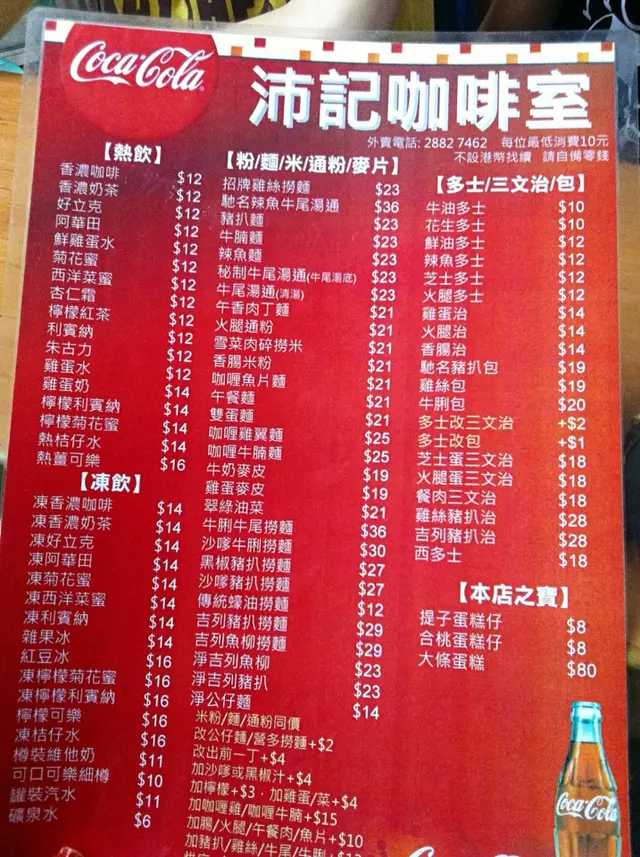 Coca-Cola
沛記咖啡室
外賣電話: 2882 7462 每位最低消費10元
不設港幣找續 請自備零錢
【熱飲】
香濃咖啡 $12
香濃奶茶 $12
好立克 $12
阿華田 $12
鮮雞蛋水 $12
菊花蜜 $12
西洋菜蜜 $12
杏仁霜 $12
檸檬紅茶 $12
利賓納 $12
朱古力 $12
雞蛋水 $12
雞蛋奶 $14
檸檬利賓納 $14
檸檬菊花蜜 $14
熱桔仔水 $14
熱薑可樂 $16
【凍飲】
凍香濃咖啡 $14
凍香濃奶茶 $14
凍好立克 $14
凍阿華田 $14
凍菊花蜜 $14
凍西洋菜蜜 $14
凍利賓納 $14
雜果冰 $14
紅豆冰 $16
凍檸檬菊花蜜 $16
凍檸檬利賓納 $16
檸檬可樂 $16
凍桔仔水 $16
樽裝維他奶 $11
可口可樂細樽 $10
罐裝汽水 $11
礦泉水 $6
【粉/麵/米/通粉/麥片】
招牌雞絲撈麵 $23
馳名辣魚牛尾湯通 $36
豬扒麵 $23
牛腩麵 $23
辣魚麵 $23
秘制牛尾湯通(牛尾湯底) $23
牛尾湯通(清湯) $23
午香肉丁麵 $21
火腿通粉 $21
雪菜肉碎撈米 $21
香腸米粉 $21
咖喱魚片麵 $21
午餐麵 $21
雙蛋麵 $21
咖喱雞翼麵 $25
咖喱牛腩麵 $25
牛奶麥皮 $19
雞蛋麥皮 $19
翠綠油菜 $21
牛脷牛尾撈麵 $36
沙嗲牛脷撈麵 $30
黑椒豬扒撈麵 $27
沙嗲豬扒撈麵 $27
傳統蠔油撈麵 $12
吉列豬扒撈麵 $29
吉列魚柳撈麵 $29
淨吉列魚柳 $23
淨吉列豬扒 $23
淨公仔麵 $14
米粉/麵/通粉同價
改公仔麵/營多撈麵+$2
改出前一丁+$4
加沙嗲或黑椒汁+$4
加檸檬+$3．加雞蛋/菜+$4
加咖喱雞/咖喱牛腩+$15
加腸/火腿/午餐肉/魚片+$10
加豬扒/雞絲/牛尾/牛脷+$13
【多士/三文治/包】
牛油多士 $10
花生多士 $10
鮮油多士 $12
辣魚多士 $12
芝士多士 $12
火腿多士 $12
雞蛋治 $14
火腿治 $14
香腸治 $14
馳名豬扒包 $19
雞絲包 $19
牛脷包 $20
多士改三文治 +$2
多士改包 +$1
芝士蛋三文治 $18
火腿蛋三文治 $18
餐肉三文治 $18
雞絲豬扒治 $28
吉列豬扒治 $28
西多士 $18
【本店之寶】
提子蛋糕仔 $8
合桃蛋糕仔 $8
大條蛋糕 $80
Coca-Cola